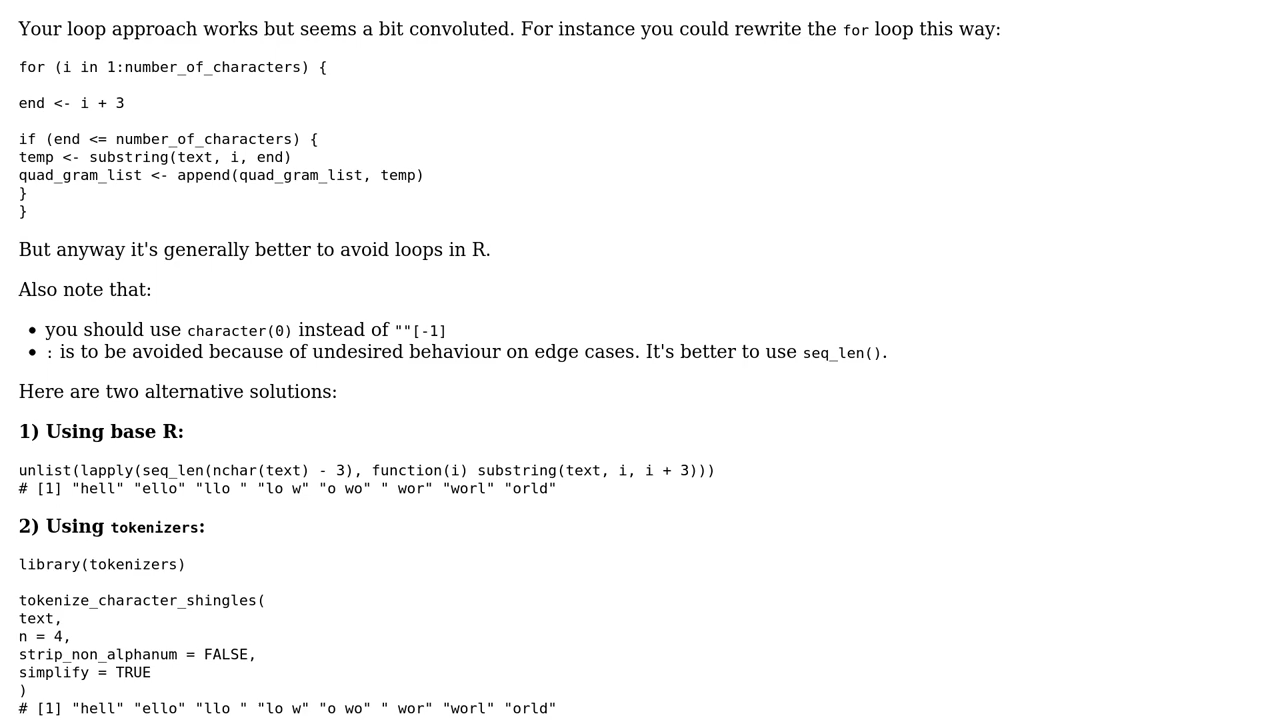 Your loop approach works but seems a bit convoluted. For instance you could rewrite the for loop this way:
for (i in 1:number_of_characters) {
end <- i + 3
if (end <= number_of_characters) {
temp <- substring(text, i, end)
quad_gram_list <- append(quad_gram_list, temp)
}
}
But anyway it's generally better to avoid loops in R.
Also note that:
• you should use character(0) instead of ""[-1]
• : is to be avoided because of undesired behaviour on edge cases. It's better to use seq_len().
Here are two alternative solutions:
1) Using base R:
unlist(lapply(seq_len(nchar(text) - 3), function(i) substring(text, i, i + 3)))
# [1] "hell" "ello" "llo " "lo w" "o wo" " wor" "worl" "orld"
2) Using tokenizers:
library(tokenizers)
tokenize_character_shingles(
text,
n = 4,
strip_non_alphanum = FALSE,
simplify = TRUE
)
# [1] "hell" "ello" "llo " "lo w" "o wo" " wor" "worl" "orld"